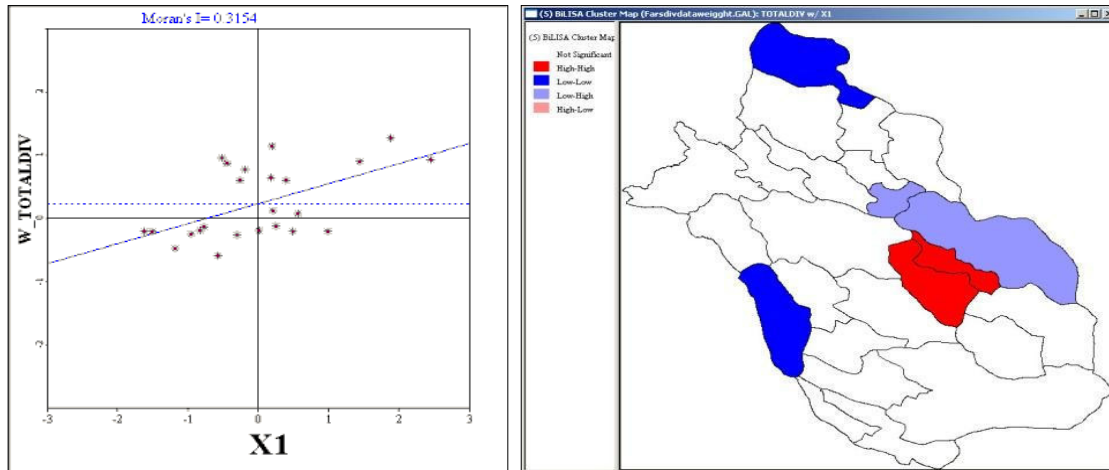 Moran's I= 0.3154
W_TOTALDIV
2
1
0
-1
-2
-3
-2
-1
0
1
2
3
X1
(S) BiLISA Cluster Map (Farsdivdataweigght.GAL): TOTALDIV w/ X1
(S) BiLISA Cluster Map
Not Significant
High-High
Low-Low
Low-High
High-Low